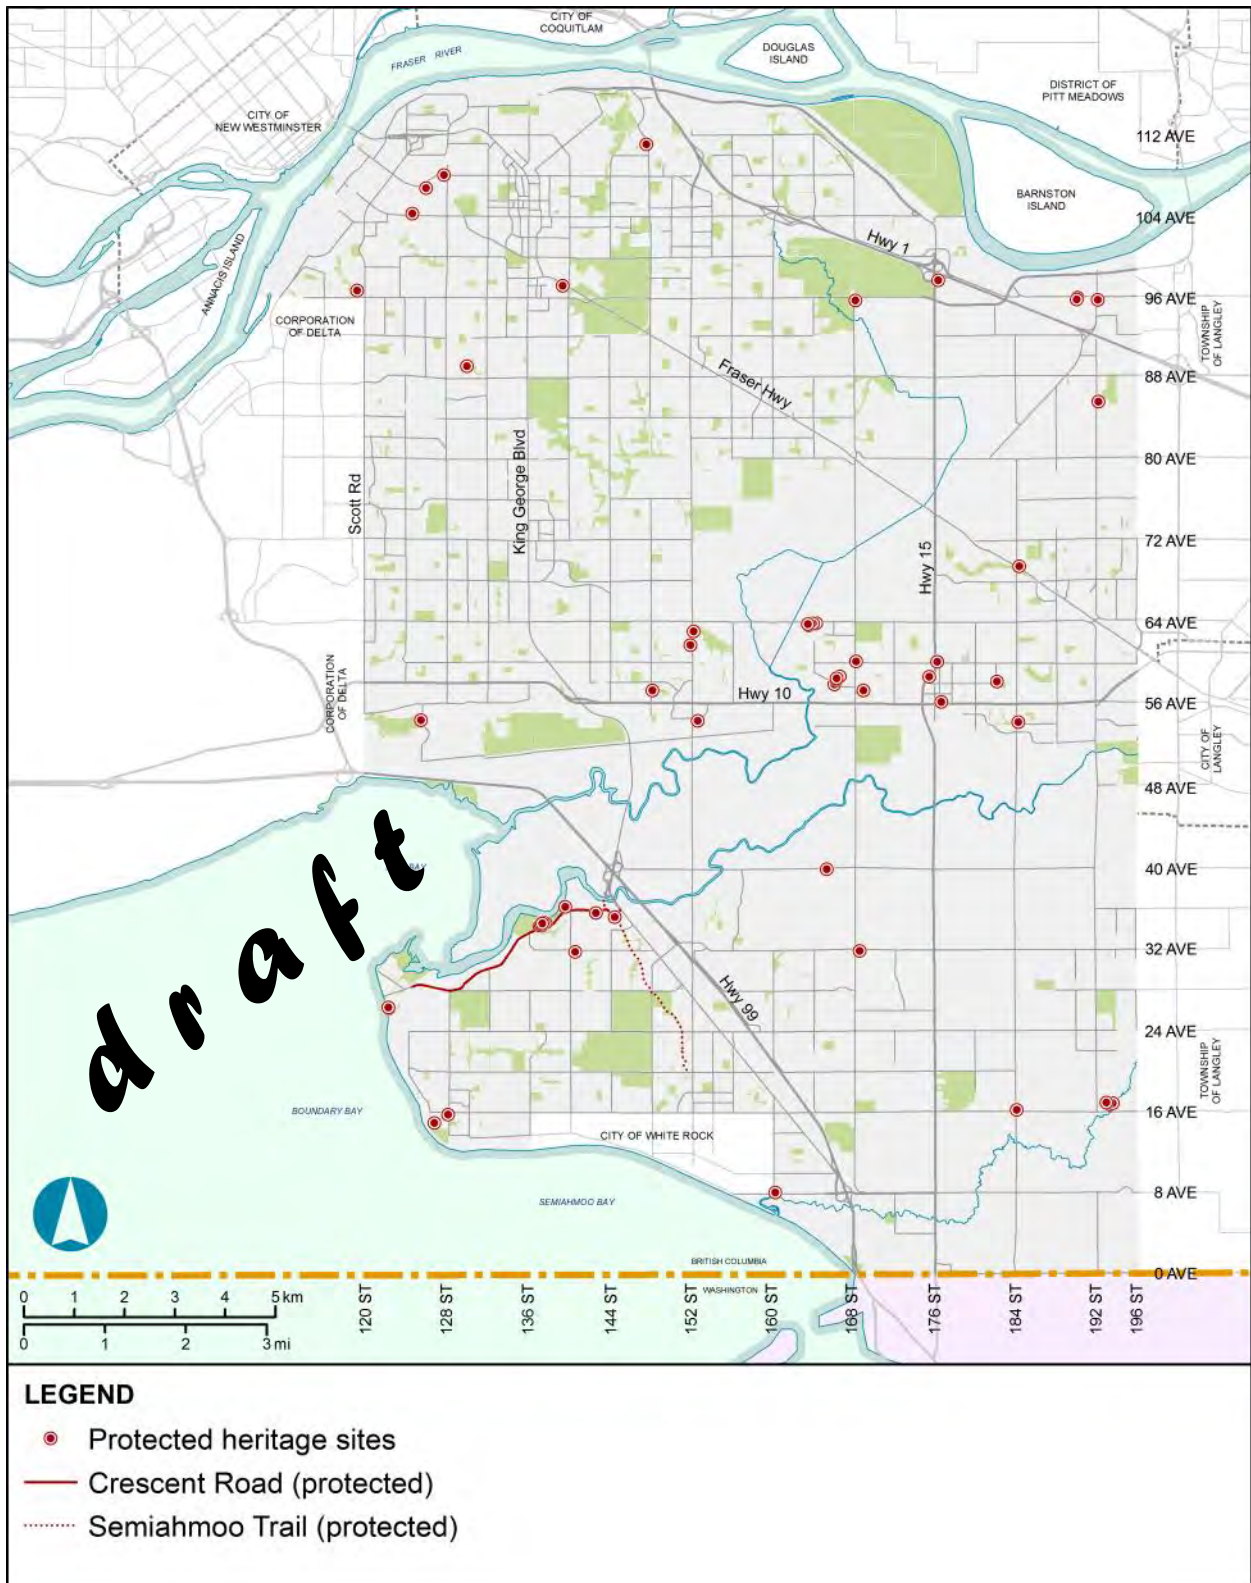 CITY OF
COQUITLAM
FRASER RIVER
DOUGLAS
ISLAND
DISTRICT OF
PITT MEADOWS
CITY OF
NEW WESTMINSTER
112 AVE
BARNSTON
ISLAND
104 AVE
Hwy 1
ANNACIS ISLAND
96 AVE
CORPORATION
OF DELTA
TOWNSHIP
OF LANGLEY
Fraser Hwy
88 AVE
80 AVE
Scott Rd
King George Blvd
72 AVE
Hwy 15
64 AVE
CORPORATION
OF DELTA
Hwy 10
56 AVE
CITY OF
LANGLEY
48 AVE
draft
BAY
40 AVE
32 AVE
Hwy 99
24 AVE
TOWNSHIP
OF LANGLEY
BOUNDARY BAY
16 AVE
CITY OF WHITE ROCK
8 AVE
SEMIAHMOO BAY
BRITISH COLUMBIA
0 AVE
WASHINGTON
0 1 2 3 4 5 km
0 1 2 3 mi
120 ST
128 ST
136 ST
144 ST
152 ST
160 ST
168 ST
176 ST
184 ST
192 ST
196 ST
LEGEND
Protected heritage sites
Crescent Road (protected)
Semiahmoo Trail (protected)